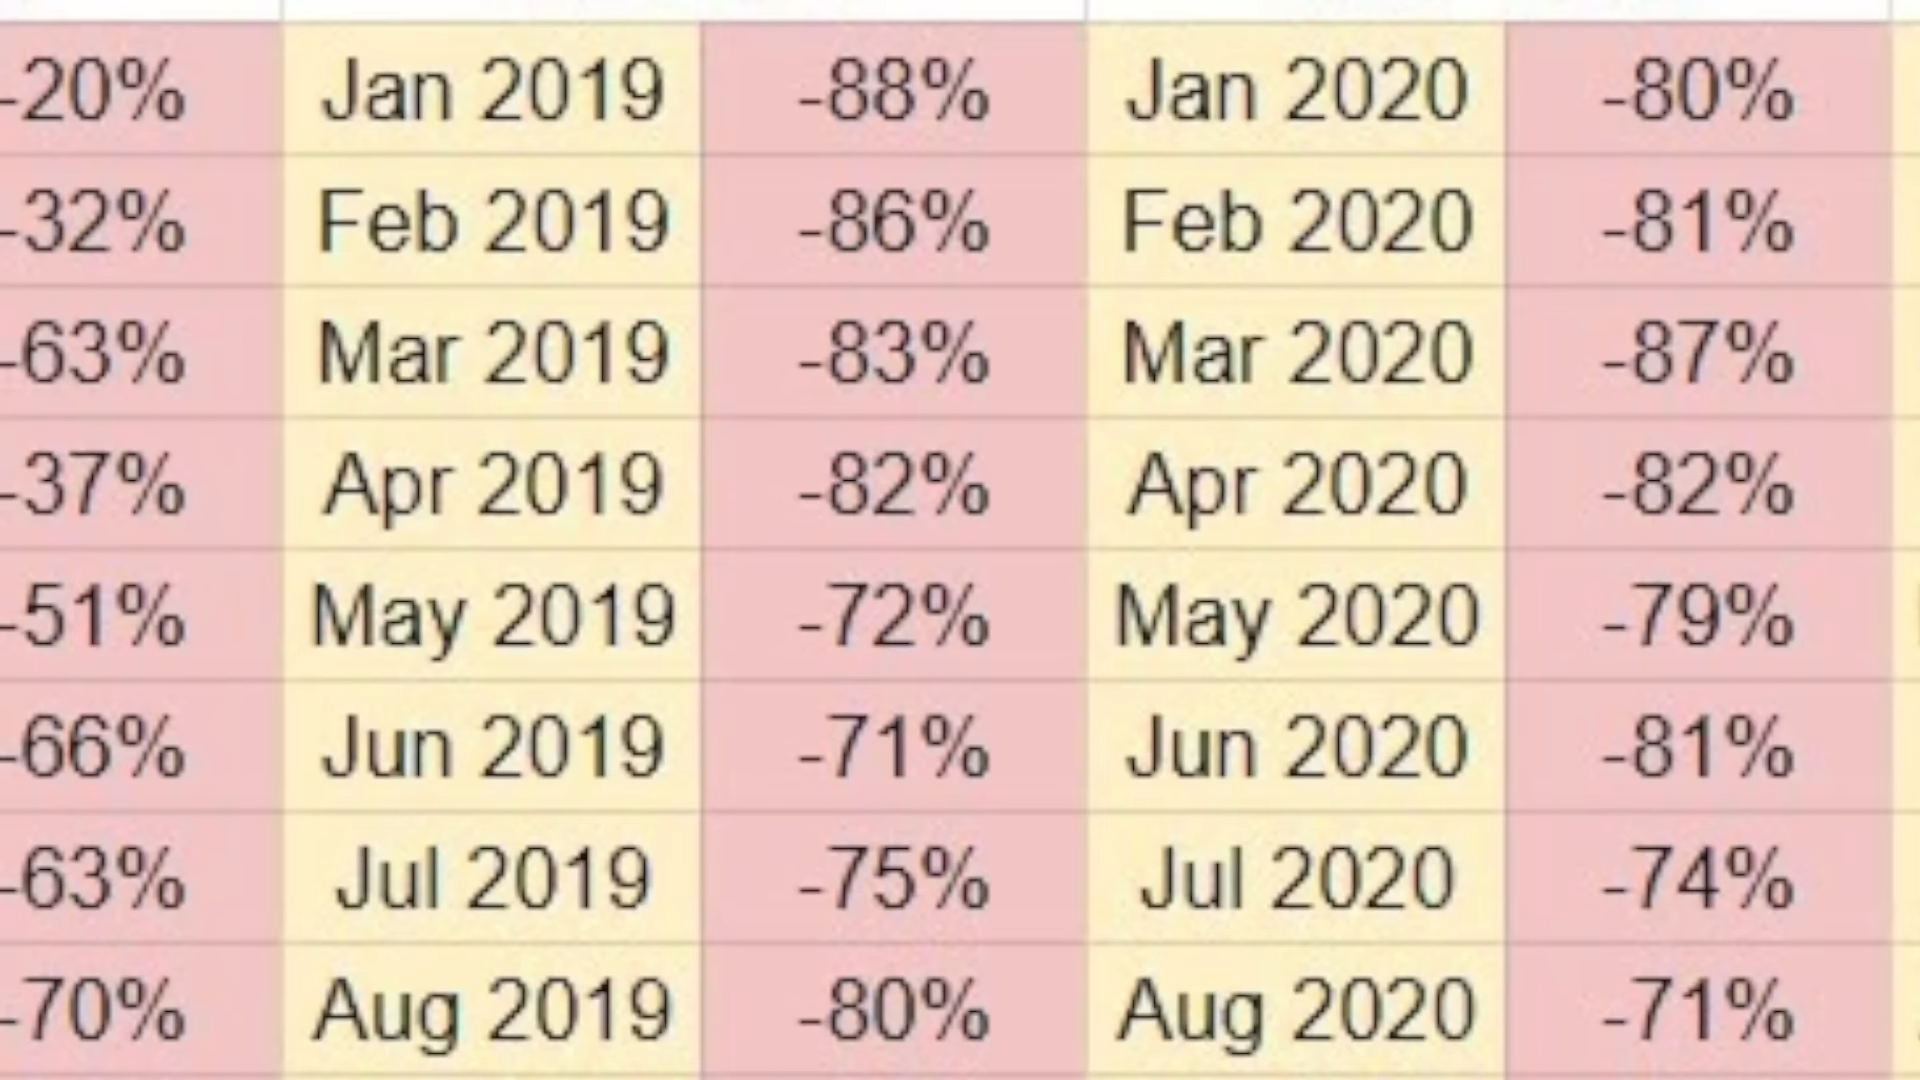 -20% Jan 2019 -88% Jan 2020 -80%
-32% Feb 2019 -86% Feb 2020 -81%
-63% Mar 2019 -83% Mar 2020 -87%
-37% Apr 2019 -82% Apr 2020 -82%
-51% May 2019 -72% May 2020 -79%
-66% Jun 2019 -71% Jun 2020 -81%
-63% Jul 2019 -75% Jul 2020 -74%
-70% Aug 2019 -80% Aug 2020 -71%